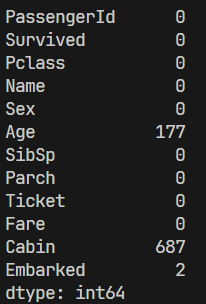 PassengerId 0
Survived 0
Pclass 0
Name 0
Sex 0
Age 177
SibSp 0
Parch 0
Ticket 0
Fare 0
Cabin 687
Embarked 2
dtype: int64